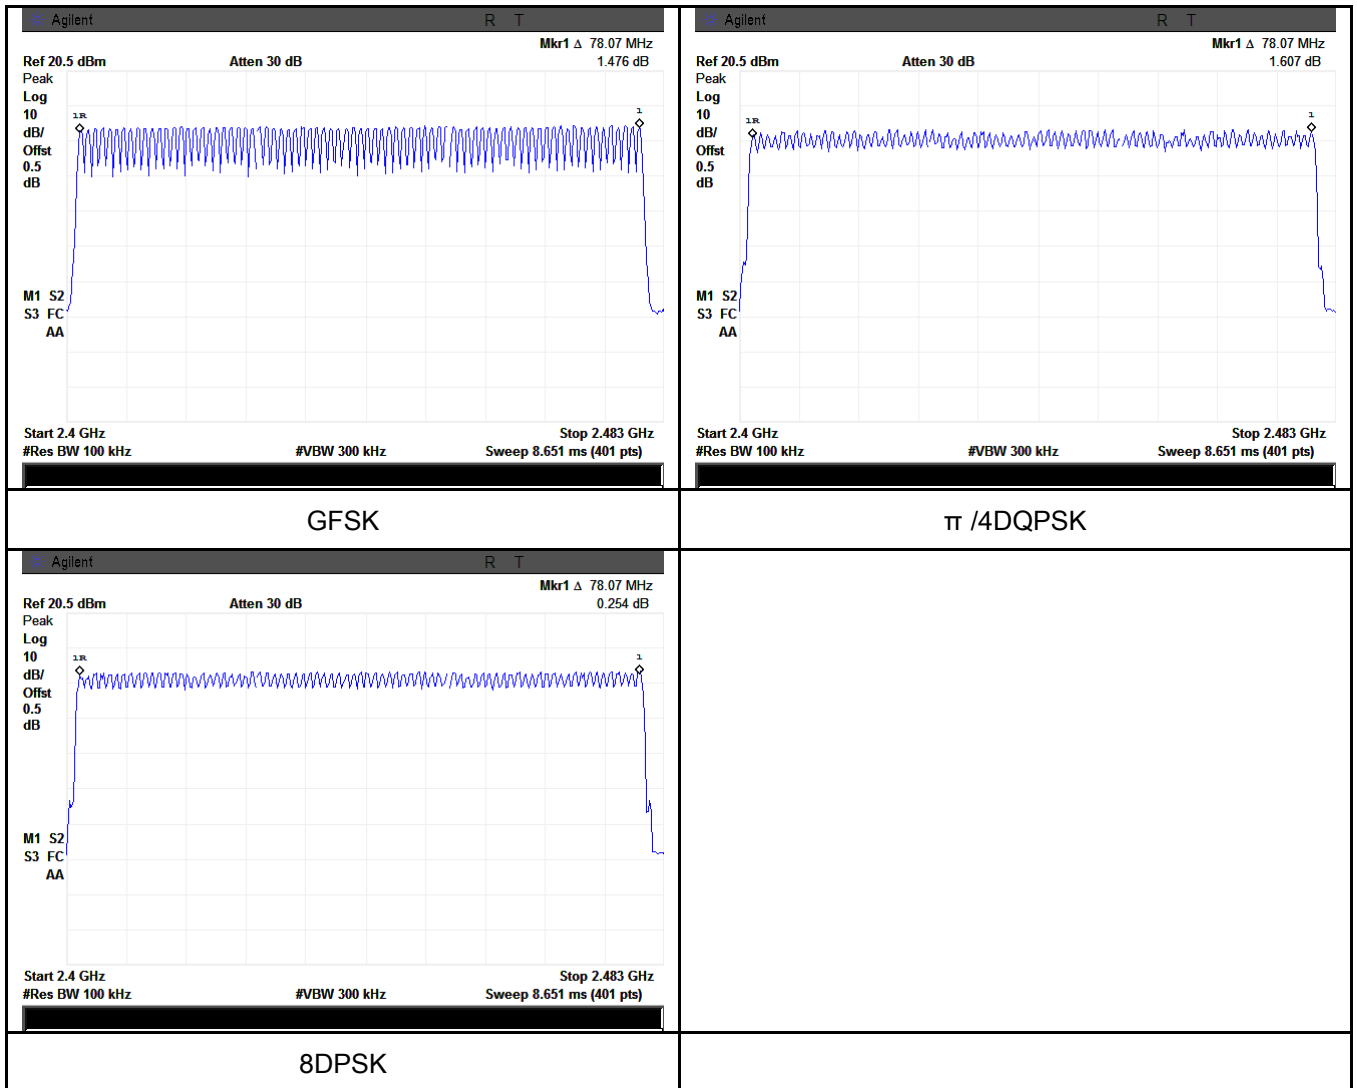 Agilent R T
Mkr1 Δ 78.07 MHz
Ref 20.5 dBm Atten 30 dB 1.476 dB
Peak
Log
10
dB/
Offst
0.5
dB
1R
1
M1 S2
S3 FC
AA
Start 2.4 GHz Stop 2.483 GHz
#Res BW 100 kHz #VBW 300 kHz Sweep 8.651 ms (401 pts)
GFSK
Agilent R T
Mkr1 Δ 78.07 MHz
Ref 20.5 dBm Atten 30 dB 1.607 dB
Peak
Log
10
dB/
Offst
0.5
dB
1R
1
M1 S2
S3 FC
AA
Start 2.4 GHz Stop 2.483 GHz
#Res BW 100 kHz #VBW 300 kHz Sweep 8.651 ms (401 pts)
π /4DQPSK
Agilent R T
Mkr1 Δ 78.07 MHz
Ref 20.5 dBm Atten 30 dB 0.254 dB
Peak
Log
10
dB/
Offst
0.5
dB
1R
1
M1 S2
S3 FC
AA
Start 2.4 GHz Stop 2.483 GHz
#Res BW 100 kHz #VBW 300 kHz Sweep 8.651 ms (401 pts)
8DPSK